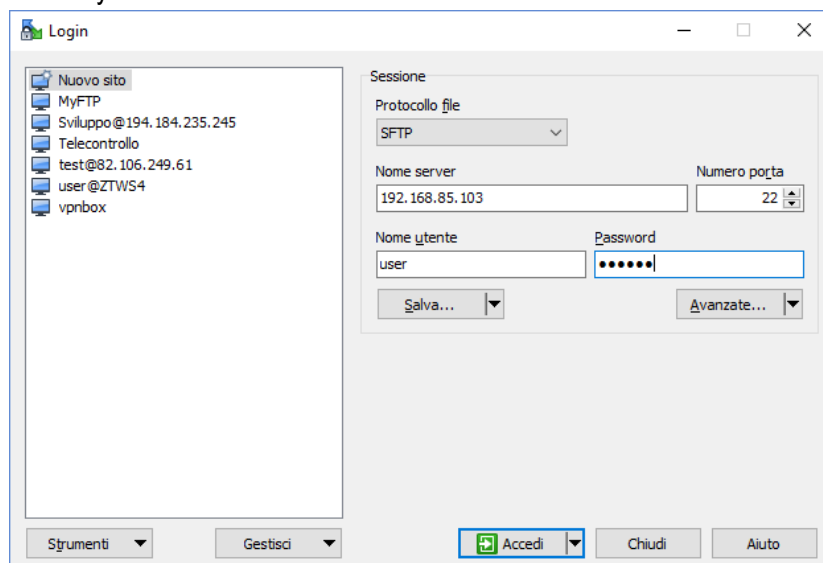 Login
Nuovo sito
MyFTP
Sviluppo@194.184.235.245
Telecontrollo
test@82.106.249.61
user@ZTWS4
vpnbox
Sessione
Protocollo file
SFTP
Nome server
Numero porta
192.168.85.103
22
Nome utente
Password
user
••••••
Salva...
Avanzate...
Strumenti
Gestisci
Accedi
Chiudi
Aiuto